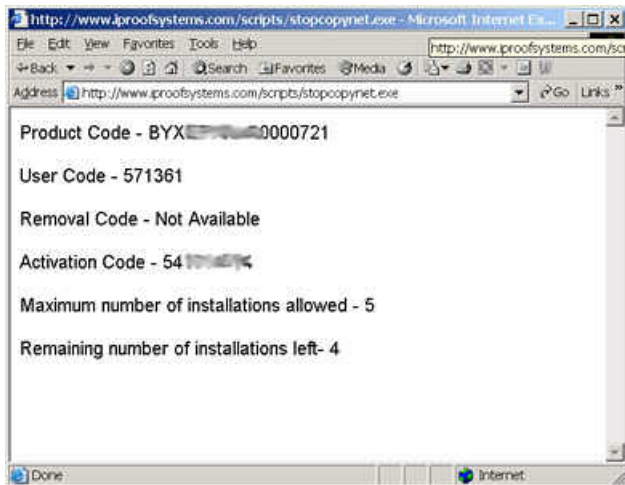 http://www.iproofsystems.com/scripts/stopcopynet.exe - Microsoft Internet Ex...
File Edit View Favorites Tools Help
http://www.iproofsystems.com/scr
Back Search Favorites Media
Address http://www.iproofsystems.com/scripts/stopcopynet.exe Go Links »
Product Code - BYX 0000721
User Code - 571361
Removal Code - Not Available
Activation Code - 54
Maximum number of installations allowed - 5
Remaining number of installations left- 4
Done Internet